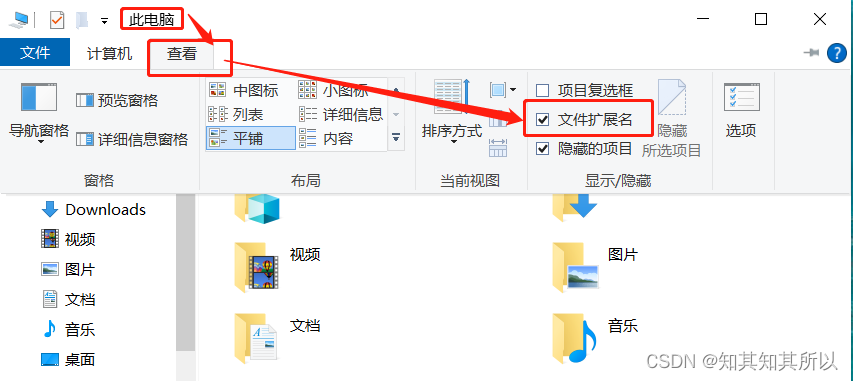 此电脑
文件 计算机 查看
导航窗格
预览窗格
详细信息窗格
窗格
中图标 小图标
列表 详细信息
平铺 内容
布局
排序方式
当前视图
项目复选框
文件扩展名
隐藏的项目
隐藏
所选项目
显示/隐藏
选项
Downloads
视频
图片
文档
音乐
桌面
视频 图片
文档 音乐
CSDN @知其知其所以